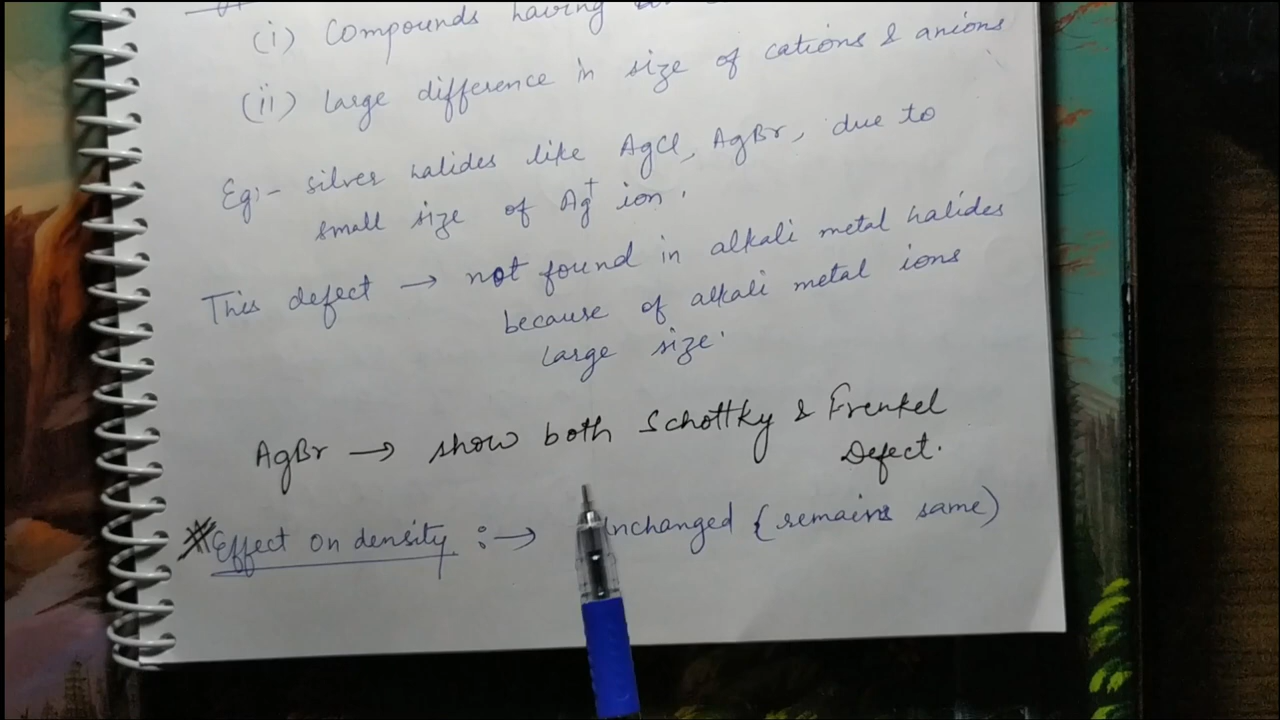 (i) Compounds having
(ii) Large difference in size of cations & anions
Eg:- silver halides like AgCl, AgBr, due to
small size of Ag+ ion.
This defect → not found in alkali metal halides
because of alkali metal ions
large size.
AgBr → show both Schottky & Frenkel
Defect.
# Effect on density :→ Unchanged {remains same)